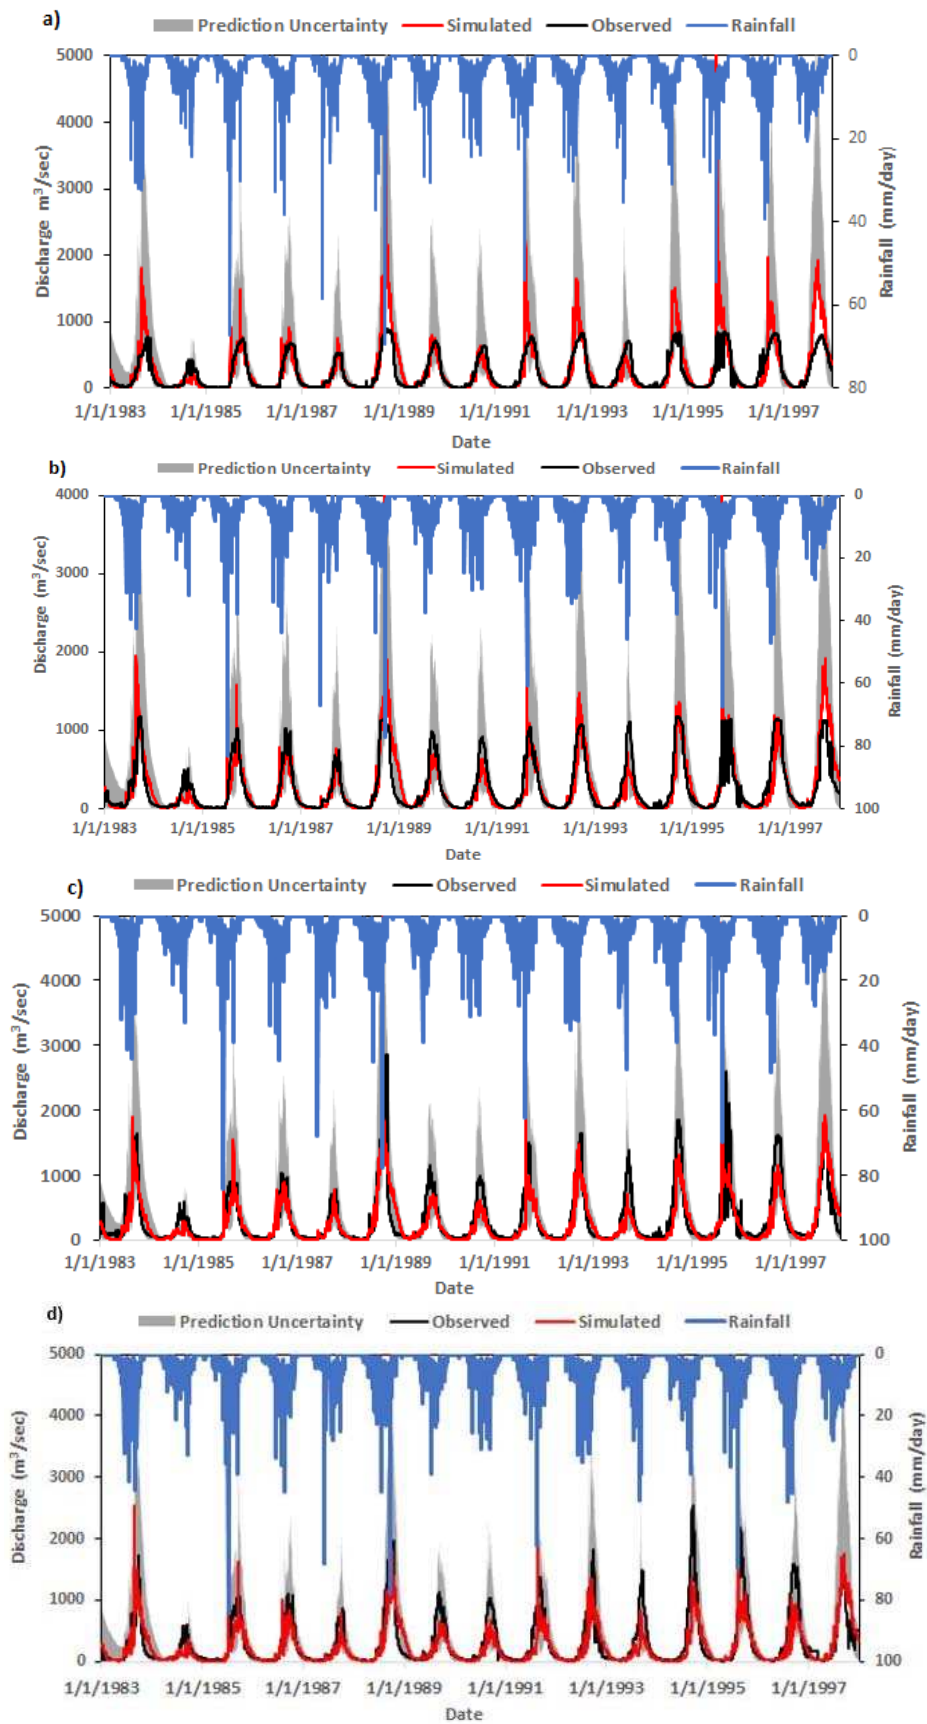 a)
Prediction Uncertainty Simulated Observed Rainfall
5000 4000 3000 2000 1000 0
Discharge m³/sec)
0 20 40 60 80
Rainfall (mm/day)
1/1/1983 1/1/1985 1/1/1987 1/1/1989 1/1/1991 1/1/1993 1/1/1995 1/1/1997
Date
b)
Prediction Uncertainty Simulated Observed Rainfall
4000 3000 2000 1000 0
Discharge (m³/sec)
0 20 40 60 80 100
Rainfall (mm/day)
1/1/1983 1/1/1985 1/1/1987 1/1/1989 1/1/1991 1/1/1993 1/1/1995 1/1/1997
Date
c)
Prediction Uncertainty Observed Simulated Rainfall
5000 4000 3000 2000 1000 0
Discharge (m³/sec)
0 20 40 60 80 100
Rainfall (mm/day)
1/1/1983 1/1/1985 1/1/1987 1/1/1989 1/1/1991 1/1/1993 1/1/1995 1/1/1997
Date
d)
Prediction Uncertainty Observed Simulated Rainfall
5000 4000 3000 2000 1000 0
Discharge (m³/sec)
0 20 40 60 80 100
Rainfall (mm/day)
1/1/1983 1/1/1985 1/1/1987 1/1/1989 1/1/1991 1/1/1993 1/1/1995 1/1/1997
Date